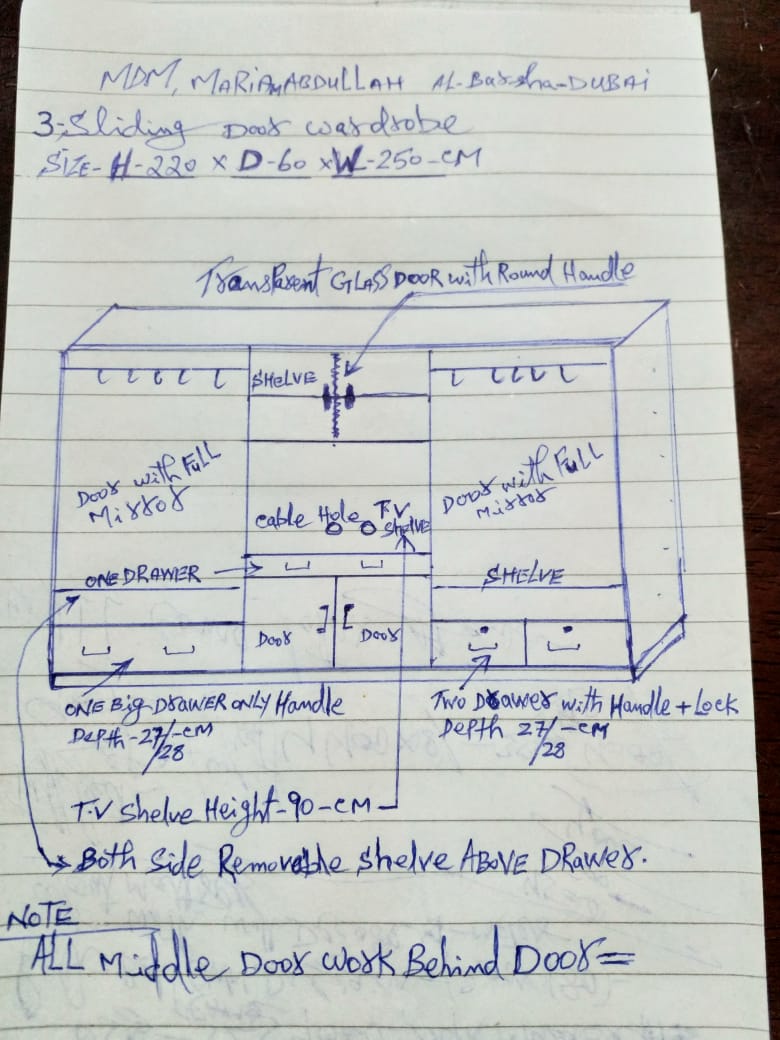 MDM, MARIAM ABDULLAH AL-Barsha-DUBAI
3-Sliding Door wardrobe
SIZE- H-220 x D-60 x W-250-CM
Transparent GLASS DOOR with Round Handle
SHELVE
Door with Full
Mirror
Door with Full
Mirror
cable Hole
T.V
Shelve
ONE DRAWER
SHELVE
Door
Door
ONE Big-Drawer ONLY Handle
Depth -27/-cm
/28
Two Drawer with Handle + Lock
Depth 27/-cm
/28
T.V Shelve Height-90-cm
Both Side Removable Shelve ABOVE DRAWER.
NOTE
ALL Middle Door work Behind Door=